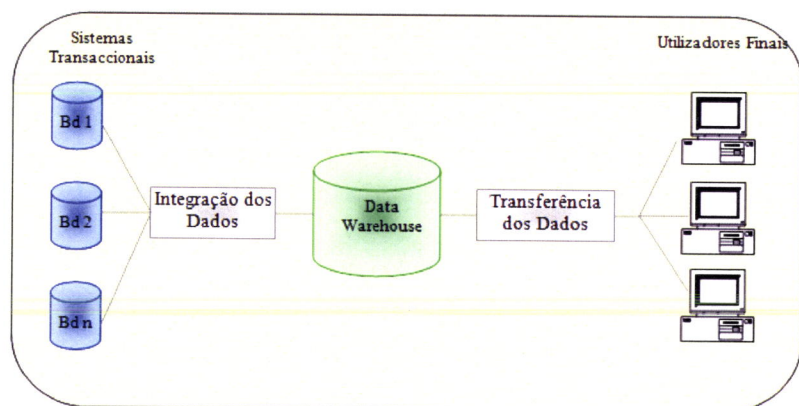 Sistemas
Transaccionais
Utilizadores Finais
Bd 1
Bd 2
Bd n
Integração dos
Dados
Data
Warehouse
Transferência
dos Dados